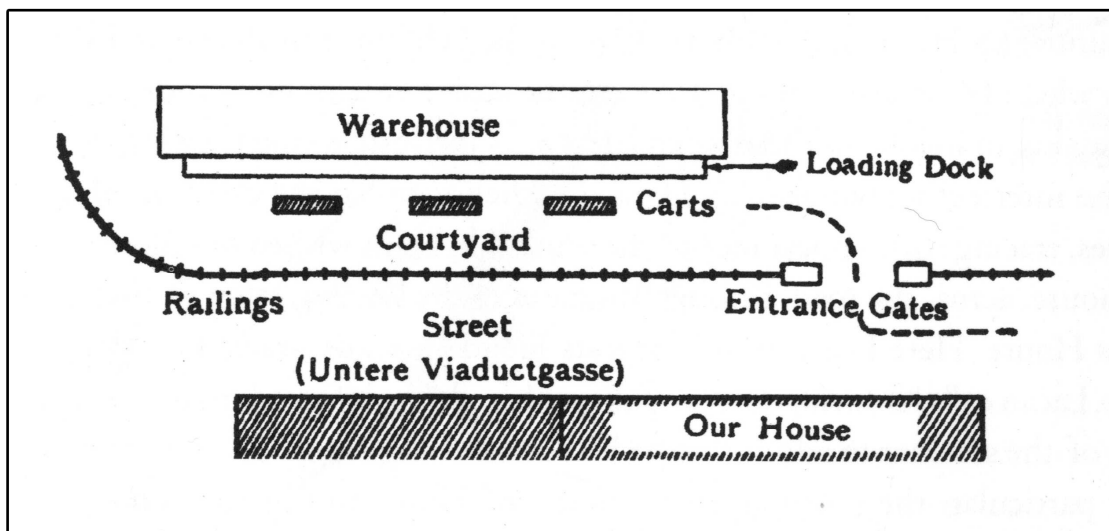 Warehouse
Loading Dock
Carts
Courtyard
Railings
Entrance Gates
Street
(Untere Viaductgasse)
Our House